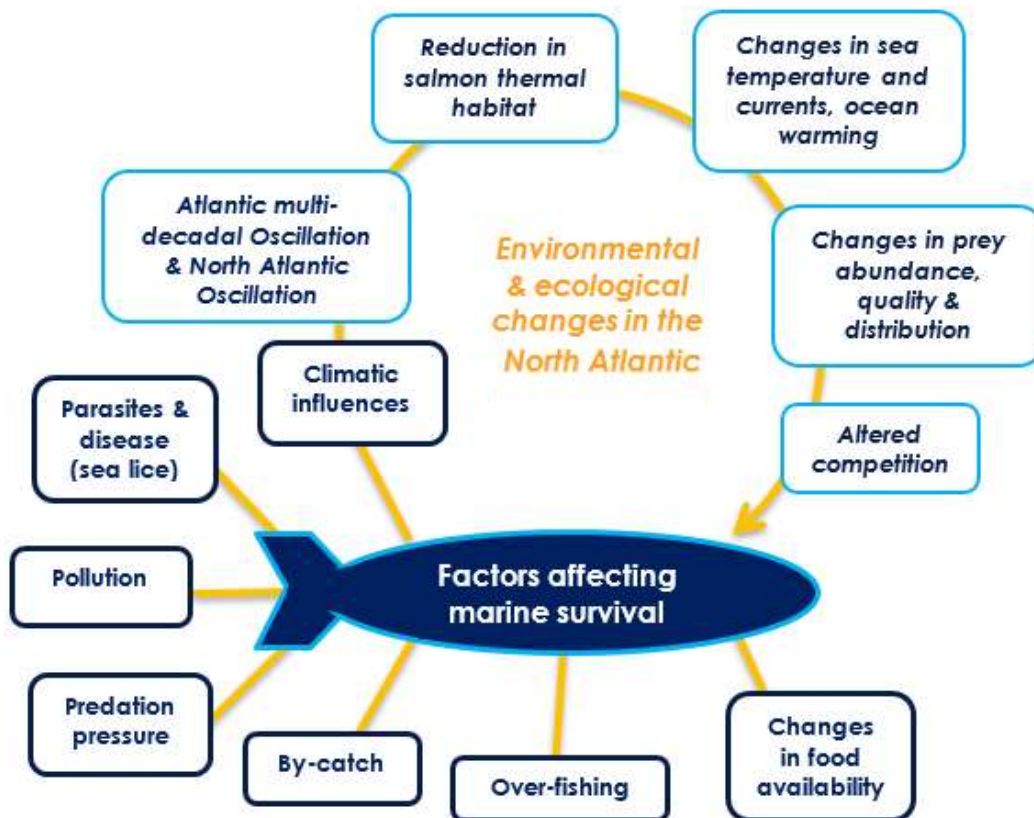 Reduction in
salmon thermal
habitat
Changes in sea
temperature and
currents, ocean
warming
Atlantic multi-
decadal Oscillation
& North Atlantic
Oscillation
Environmental
& ecological
changes in the
North Atlantic
Changes in prey
abundance,
quality &
distribution
Climatic
influences
Parasites &
disease
(sea lice)
Altered
competition
Pollution
Factors affecting
marine survival
Predation
pressure
By-catch
Over-fishing
Changes
in food
availability